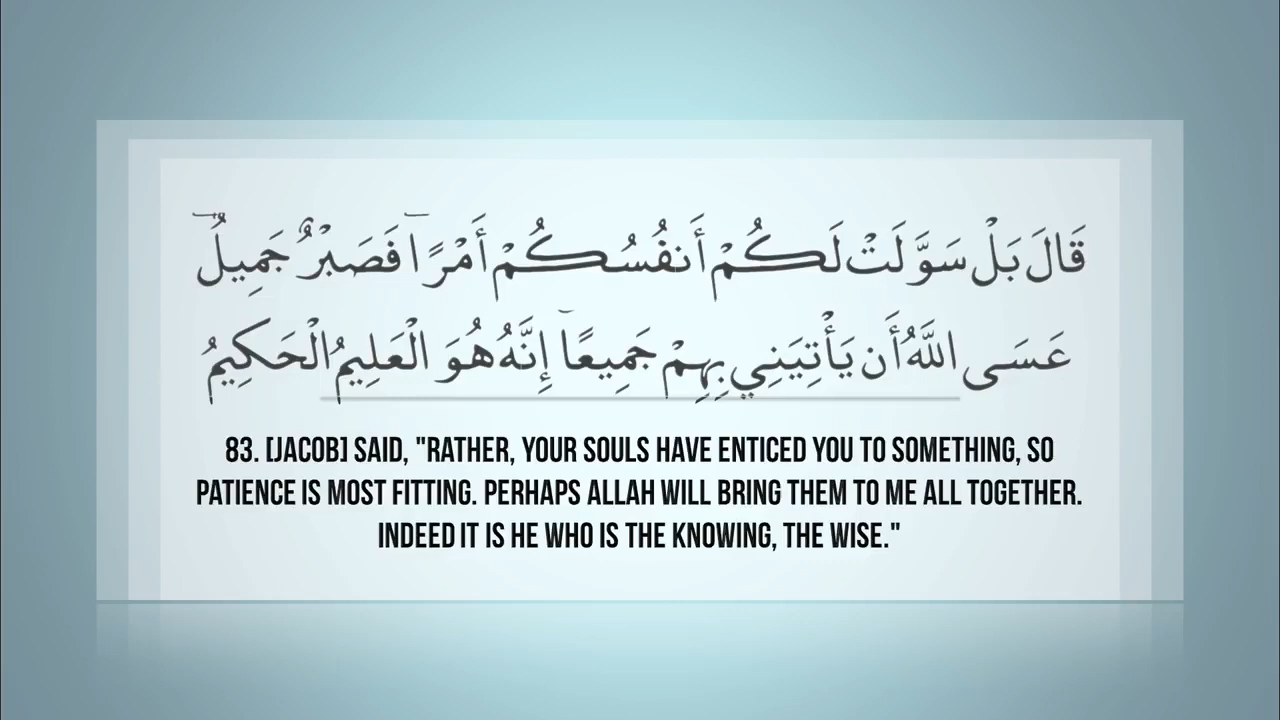 قَالَ بَلْ سَوَّلَتْ لَكُمْ أَنفُسُكُمْ أَمْرًا ۖ فَصَبْرٌ جَمِيلٌ ۖ
عَسَى اللَّهُ أَن يَأْتِيَنِي بِهِمْ جَمِيعًا ۚ إِنَّهُ هُوَ الْعَلِيمُ الْحَكِيمُ
83. [JACOB] SAID, "RATHER, YOUR SOULS HAVE ENTICED YOU TO SOMETHING, SO
PATIENCE IS MOST FITTING. PERHAPS ALLAH WILL BRING THEM TO ME ALL TOGETHER.
INDEED IT IS HE WHO IS THE KNOWING, THE WISE."